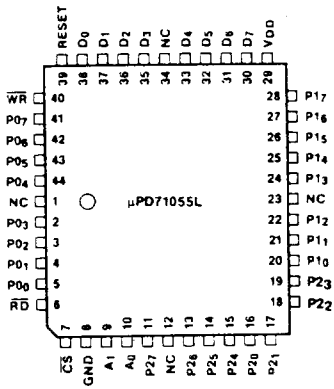 RESET D0 D1 D2 D3 NC D4 D5 D6 D7 VDD
39 38 37 36 35 34 33 32 31 30 29
WR 40 28 P17
P07 41 27 P16
P06 42 26 P15
P05 43 25 P14
P04 44 24 P13
NC 1 μPD71055L 23 NC
P03 2 22 P12
P02 3 21 P11
P01 4 20 P10
P00 5 19 P23
RD 6 18 P22
7 8 9 10 11 12 13 14 15 16 17
CS GND A1 A0 P27 NC P26 P25 P24 P20 P21